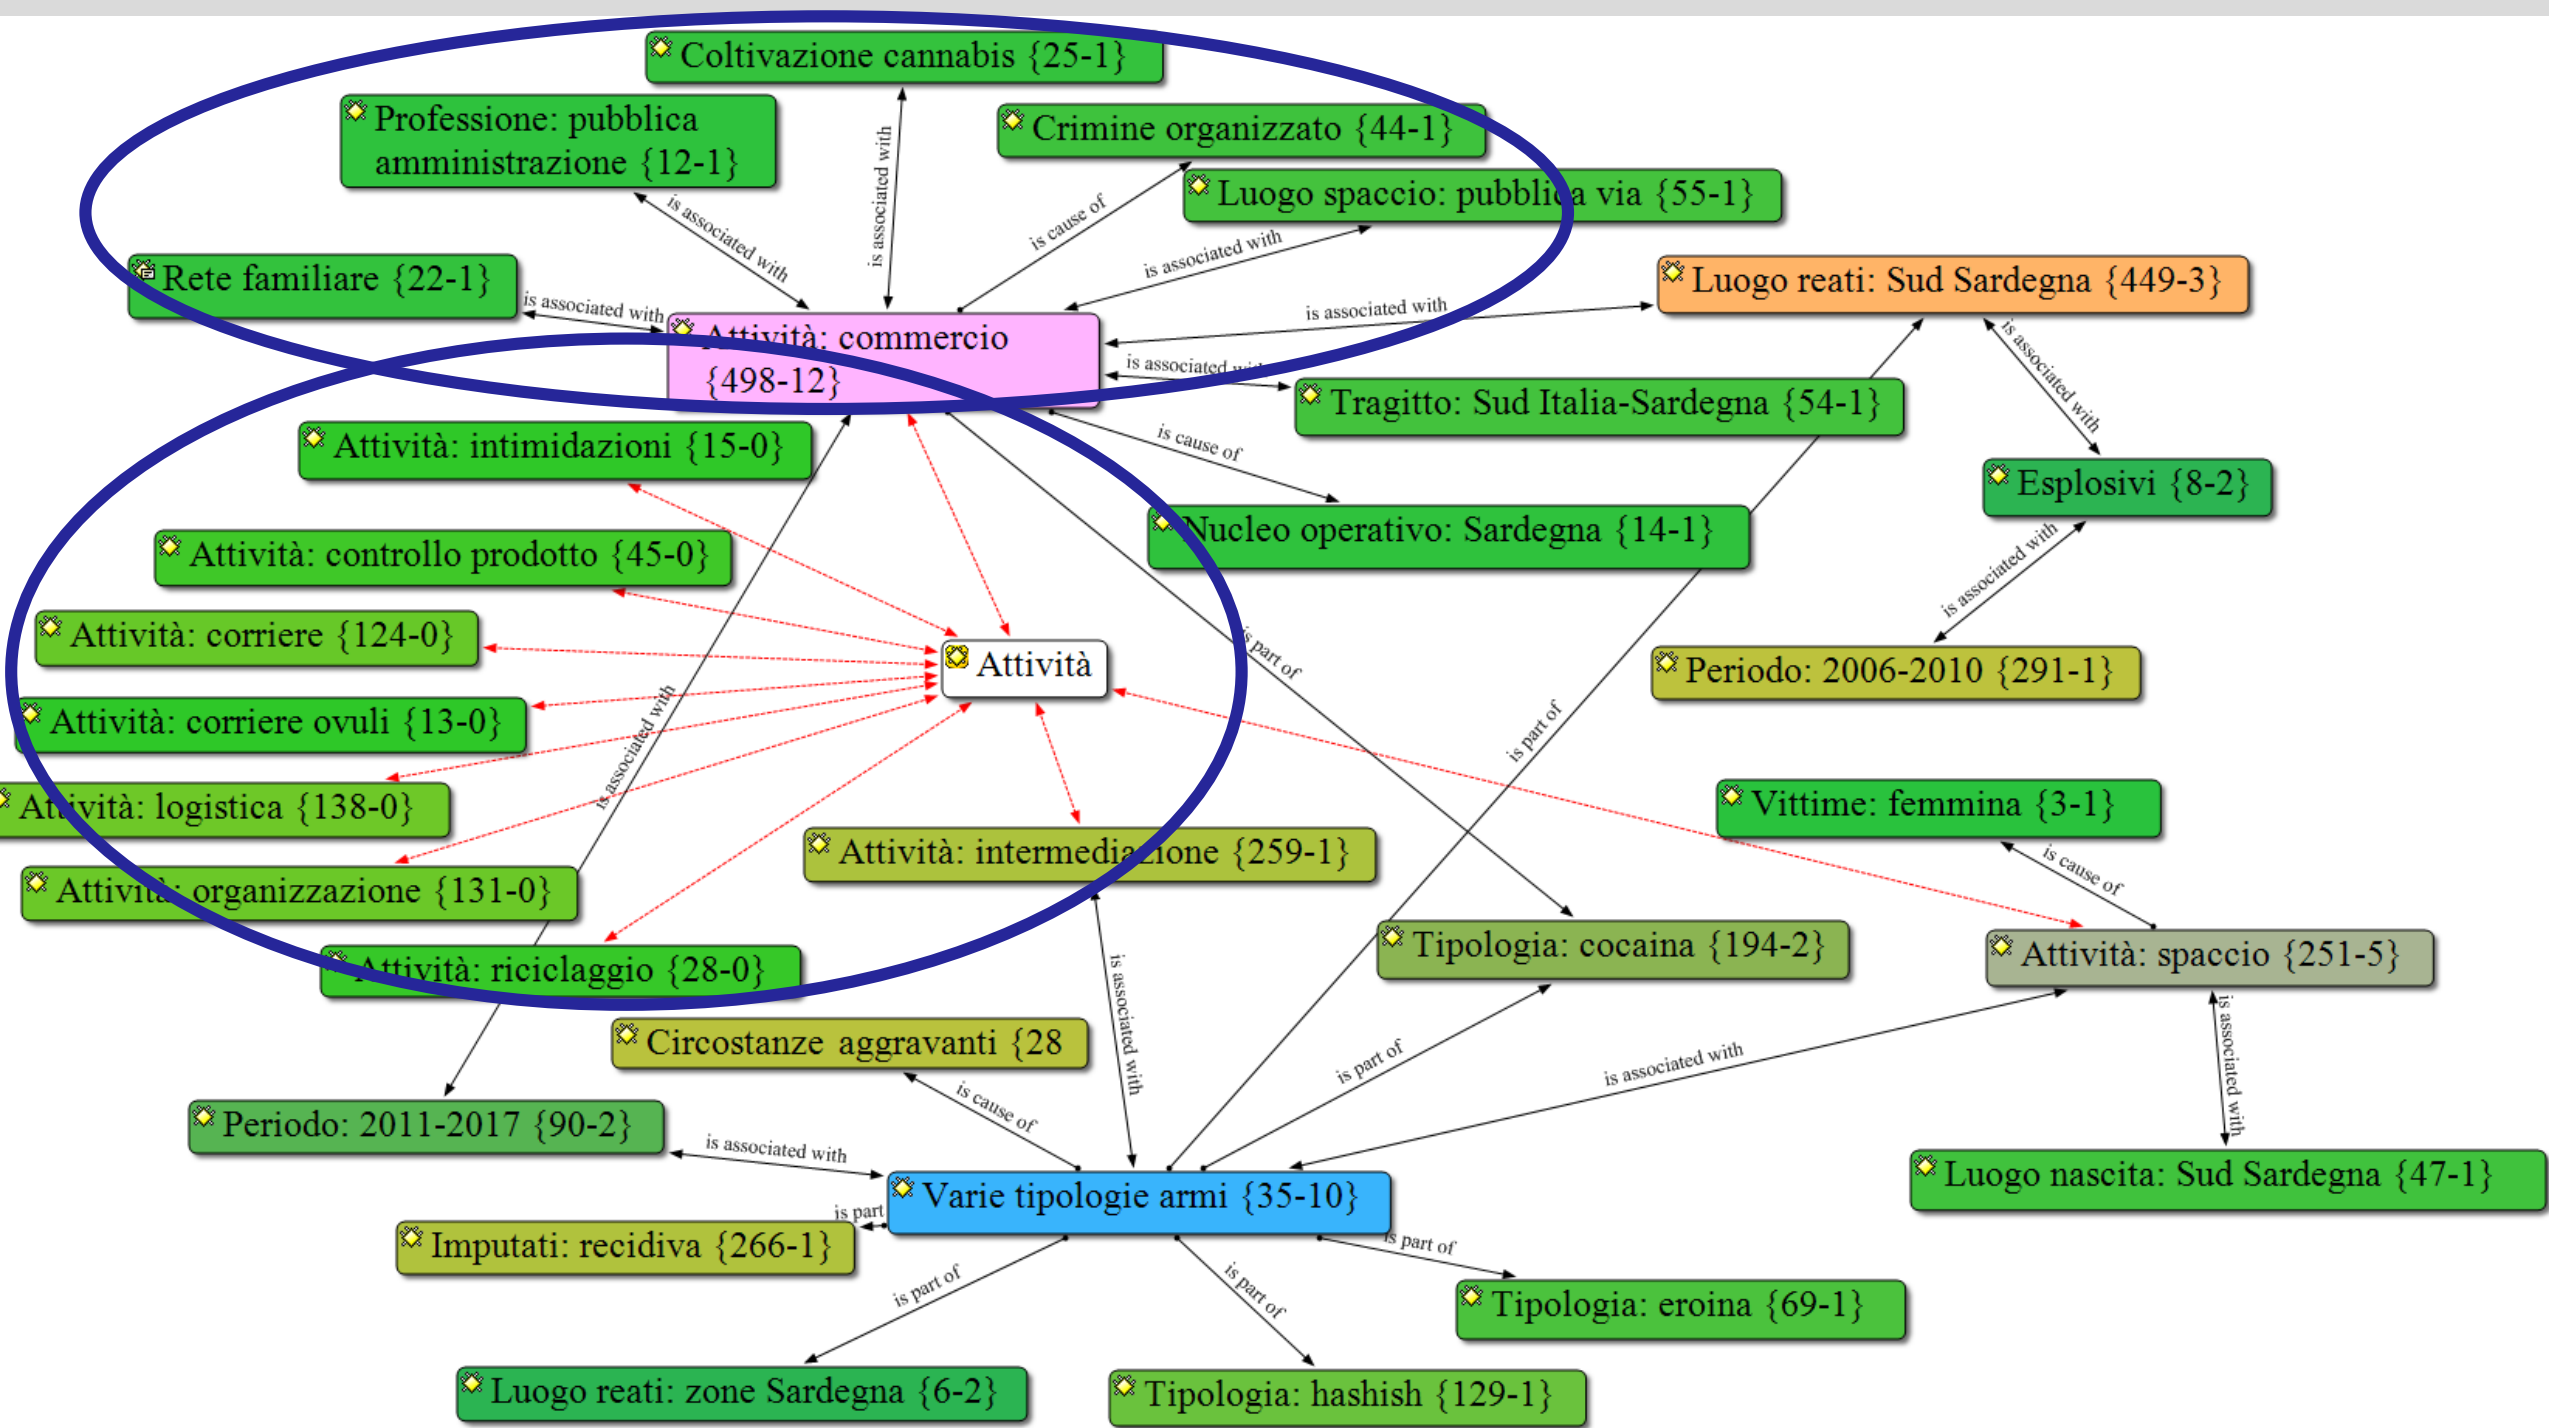 Coltivazione cannabis {25-1}
Professione: pubblica
amministrazione {12-1}
Crimine organizzato {44-1}
is associated with
Luogo spaccio: pubblica via {55-1}
is associated with
is cause of
is associated with
Rete familiare {22-1}
is associated with
Luogo reati: Sud Sardegna {449-3}
is associated with
Attività: commercio
{498-12}
is associated with
is associated with
Tragitto: Sud Italia-Sardegna {54-1}
Attività: intimidazioni {15-0}
is cause of
Esplosivi {8-2}
Nucleo operativo: Sardegna {14-1}
Attività: controllo prodotto {45-0}
is associated with
Attività: corriere {124-0}
is part of
Attività
Periodo: 2006-2010 {291-1}
Attività: corriere ovuli {13-0}
is associated with
is part of
Attività: logistica {138-0}
Vittime: femmina {3-1}
Attività: intermediazione {259-1}
is cause of
Attività: organizzazione {131-0}
Tipologia: cocaina {194-2}
Attività: spaccio {251-5}
Attività: riciclaggio {28-0}
is associated with
Circostanze aggravanti {28
is part of
is associated with
is associated with
is cause of
Periodo: 2011-2017 {90-2}
is associated with
Luogo nascita: Sud Sardegna {47-1}
Varie tipologie armi {35-10}
is part
Imputati: recidiva {266-1}
is part of
is part of
is part of
Tipologia: eroina {69-1}
Luogo reati: zone Sardegna {6-2}
Tipologia: hashish {129-1}